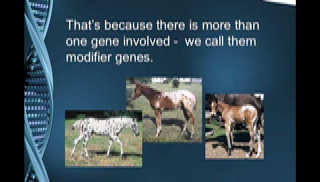 That's because there is more than
one gene involved - we call them
modifier genes.